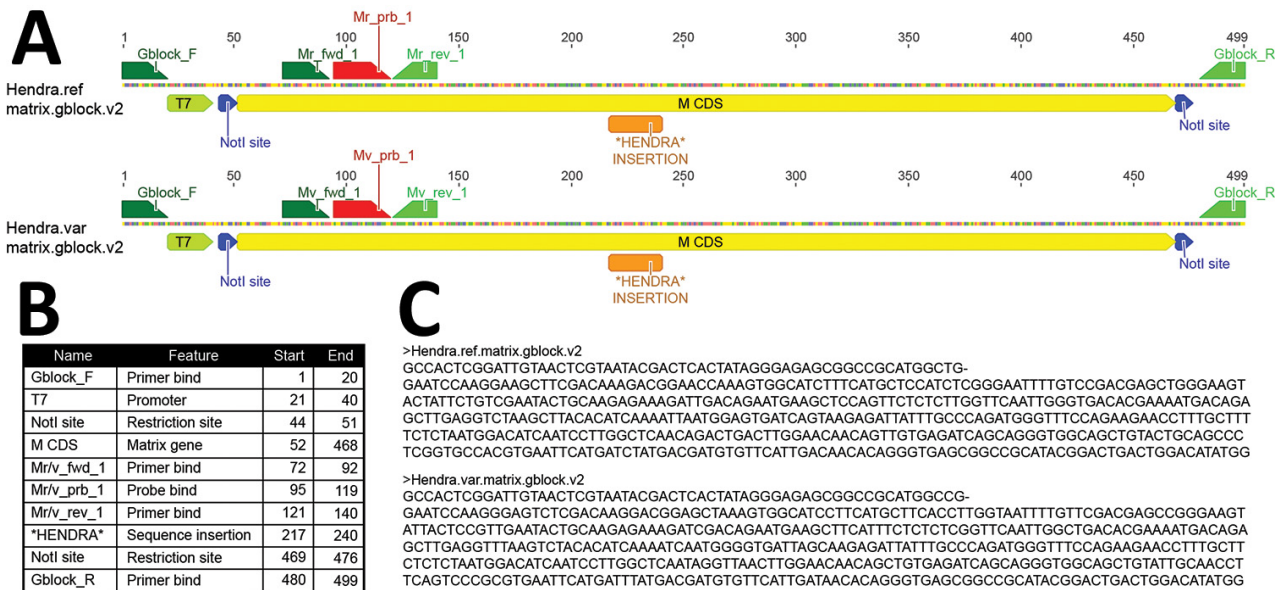 A
Mr_prb_1
1 50 100 150 200 250 300 350 400 450 499
Gblock_F Mr_fwd_1 Mr_rev_1 Gblock_R
Hendra.ref
matrix.gblock.v2
T7 M CDS
NotI site *HENDRA* NotI site
INSERTION
Mv_prb_1
1 50 100 150 200 250 300 350 400 450 499
Gblock_F Mv_fwd_1 Mv_rev_1 Gblock_R
Hendra.var
matrix.gblock.v2
T7 M CDS
NotI site *HENDRA* NotI site
INSERTION
B
Name Feature Start End
Gblock_F Primer bind 1 20
T7 Promoter 21 40
NotI site Restriction site 44 51
M CDS Matrix gene 52 468
Mr/v_fwd_1 Primer bind 72 92
Mr/v_prb_1 Probe bind 95 119
Mr/v_rev_1 Primer bind 121 140
*HENDRA* Sequence insertion 217 240
NotI site Restriction site 469 476
Gblock_R Primer bind 480 499
C
>Hendra.ref.matrix.gblock.v2
GCCACTCGGATTGTAACTCGTAATACGACTCACTATAGGGAGAGCGGCCGCATGGCTG-
GAATCCAAGGAAGCTTCGACAAAGACGGAACCAAAGTGGCATCTTTCATGCTCCATCTCGGGAATTTTGTCCGACGAGCTGGGAAGT
ACTATTCTGTCGAATACTGCAAGAGAAAGATTGACAGAATGAAGCTCCAGTTCTCTCTTGGTTCAATTGGGTGACACGAAAATGACAGA
GCTTGAGGTCTAAGCTTACACATCAAAATTAATGGAGTGATCAGTAAGAGATTATTTGCCCAGATGGGTTTCCAGAAGAACCTTTGCTTT
TCTCTAATGGACATCAATCCTTGGCTCAACAGACTGACTTGGAACAACAGTTGTGAGATCAGCAGGGTGGCAGCTGTACTGCAGCCC
TCGGTGCCACGTGAATTCATGATCTATGACGATGTGTTCATTGACAACACAGGGTGAGCGGCCGCATACGGACTGACTGGACATATGG
>Hendra.var.matrix.gblock.v2
GCCACTCGGATTGTAACTCGTAATACGACTCACTATAGGGAGAGCGGCCGCATGGCCG-
GAATCCAAGGGAGTCTCGACAAGGACGGAGCTAAAGTGGCATCCTTCATGCTTCACCTTGGTAATTTTGTTCGACGAGCCGGGAAGT
ATTACTCCGTTGAATACTGCAAGAGAAAGATCGACAGAATGAAGCTTCATTTCTCTCTCGGTTCAATTGGCTGACACGAAAATGACAGA
GCTTGAGGTTTAAGTCTACACATCAAAATCAATGGGGTGATTAGCAAGAGATTATTTGCCCAGATGGGTTTCCAGAAGAACCTTTGCTT
CTCTCTAATGGACATCAATCCTTGGCTCAATAGGTTAACTTGGAACAACAGCTGTGAGATCAGCAGGGTGGCAGCTGTATTGCAACCT
TCAGTCCCGCGTGAATTCATGATTTATGACGATGTGTTCATTGATAACACAGGGTGAGCGGCCGCATACGGACTGACTGGACATATGG